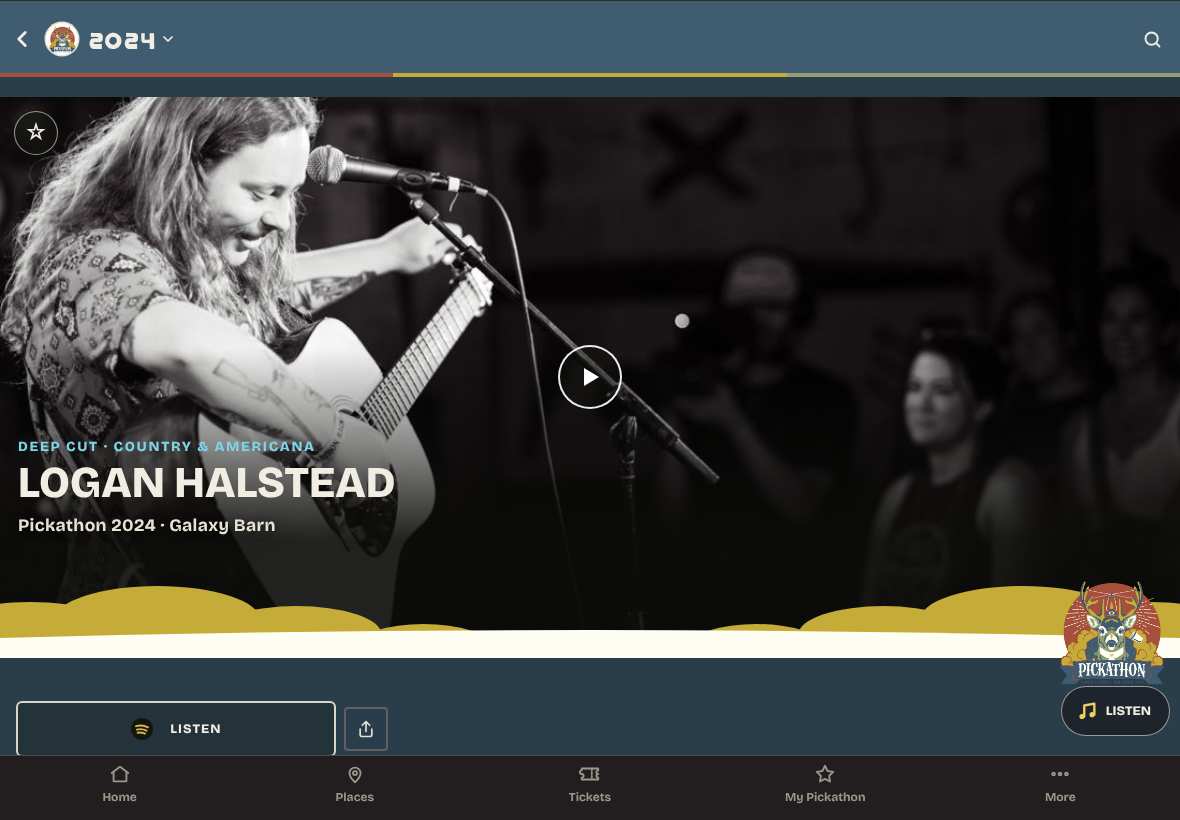 2024
DEEP CUT · COUNTRY & AMERICANA
LOGAN HALSTEAD
Pickathon 2024 · Galaxy Barn
PICKATHON
LISTEN
LISTEN
Home
Places
Tickets
My Pickathon
More